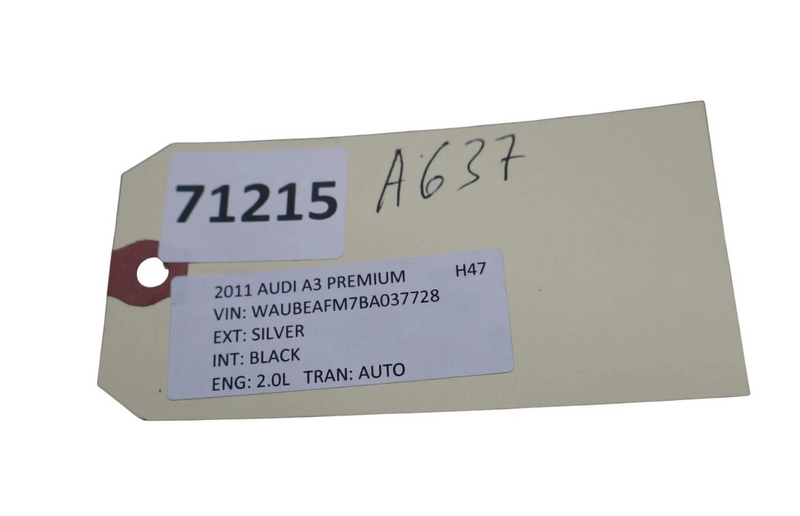 71215
A637
2011 AUDI A3 PREMIUM H47
VIN: WAUBEAFM7BA037728
EXT: SILVER
INT: BLACK
ENG: 2.0L TRAN: AUTO